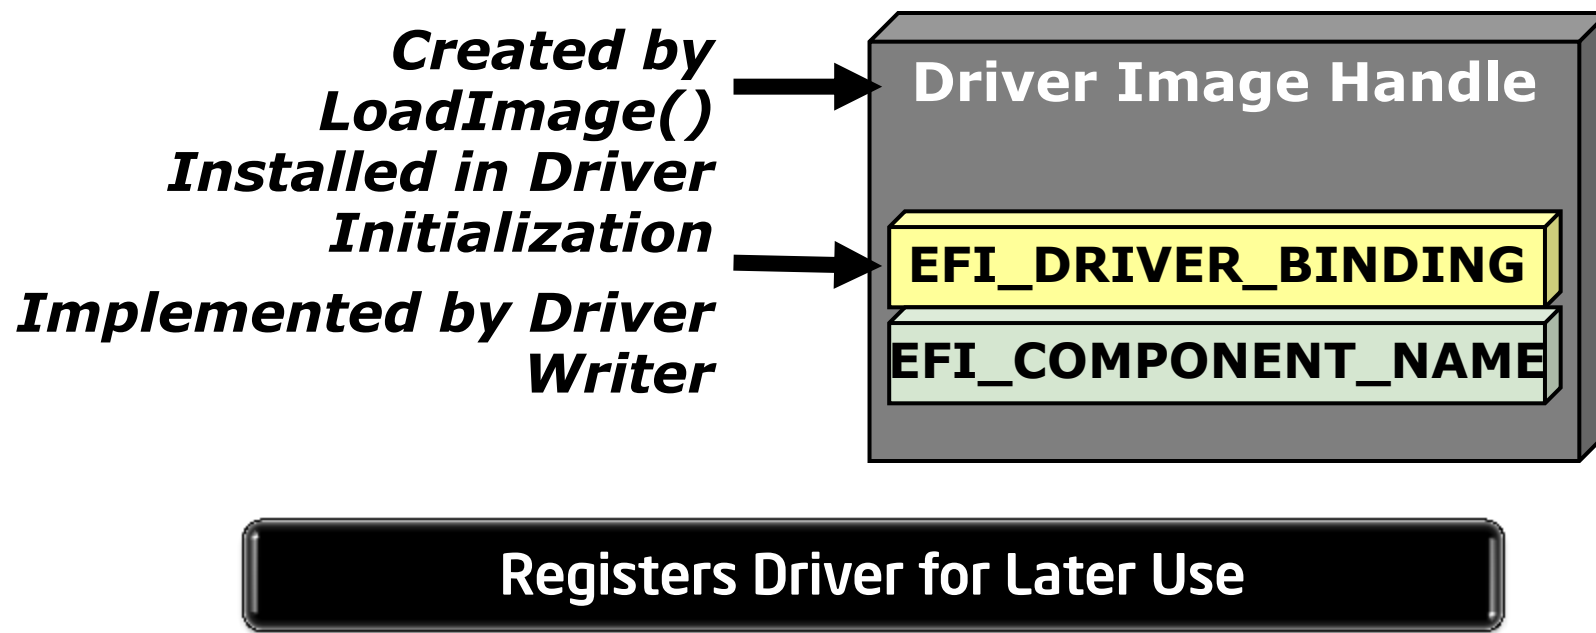 Created by
LoadImage()
Installed in Driver
Initialization
Implemented by Driver
Writer
Driver Image Handle
EFI_DRIVER_BINDING
EFI_COMPONENT_NAME
Registers Driver for Later Use